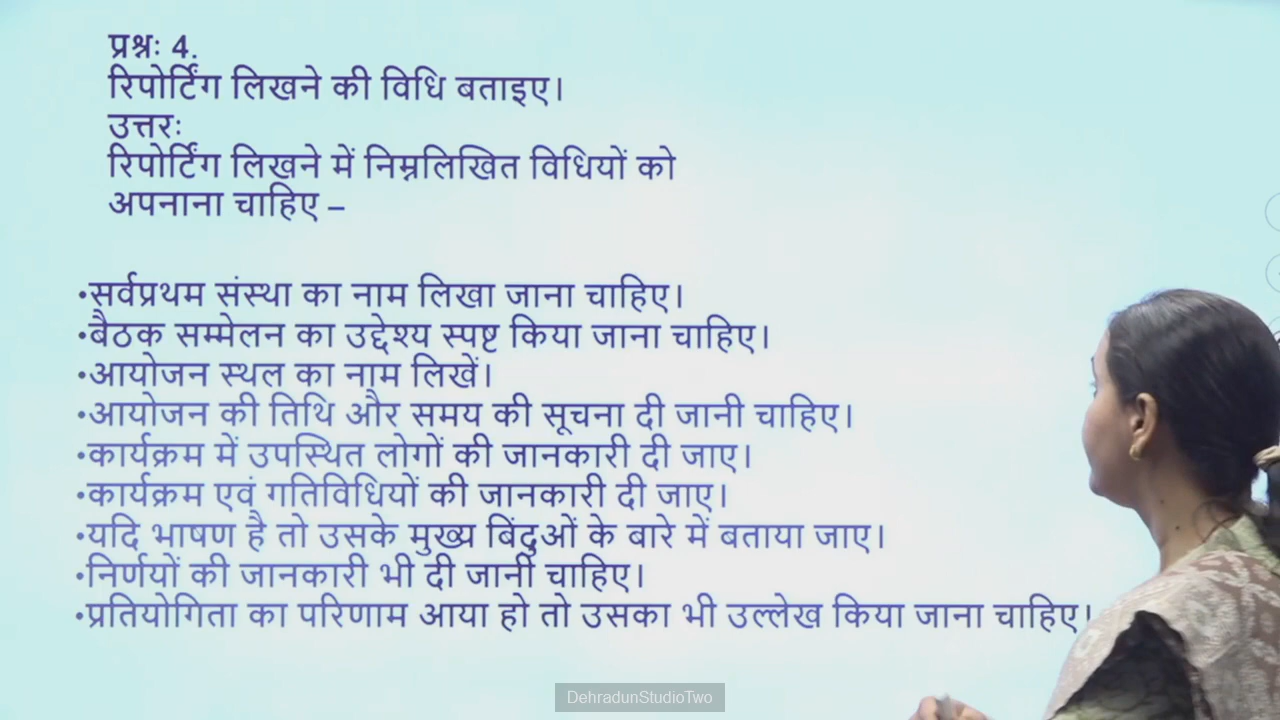 प्रश्नः 4.
रिपोर्टिंग लिखने की विधि बताइए।
उत्तरः
रिपोर्टिंग लिखने में निम्नलिखित विधियों को
अपनाना चाहिए –
•सर्वप्रथम संस्था का नाम लिखा जाना चाहिए।
•बैठक सम्मेलन का उद्देश्य स्पष्ट किया जाना चाहिए।
•आयोजन स्थल का नाम लिखें।
•आयोजन की तिथि और समय की सूचना दी जानी चाहिए।
•कार्यक्रम में उपस्थित लोगों की जानकारी दी जाए।
•कार्यक्रम एवं गतिविधियों की जानकारी दी जाए।
•यदि भाषण है तो उसके मुख्य बिंदुओं के बारे में बताया जाए।
•निर्णयों की जानकारी भी दी जानी चाहिए।
•प्रतियोगिता का परिणाम आया हो तो उसका भी उल्लेख किया जाना चाहिए।
DehradunStudioTwo